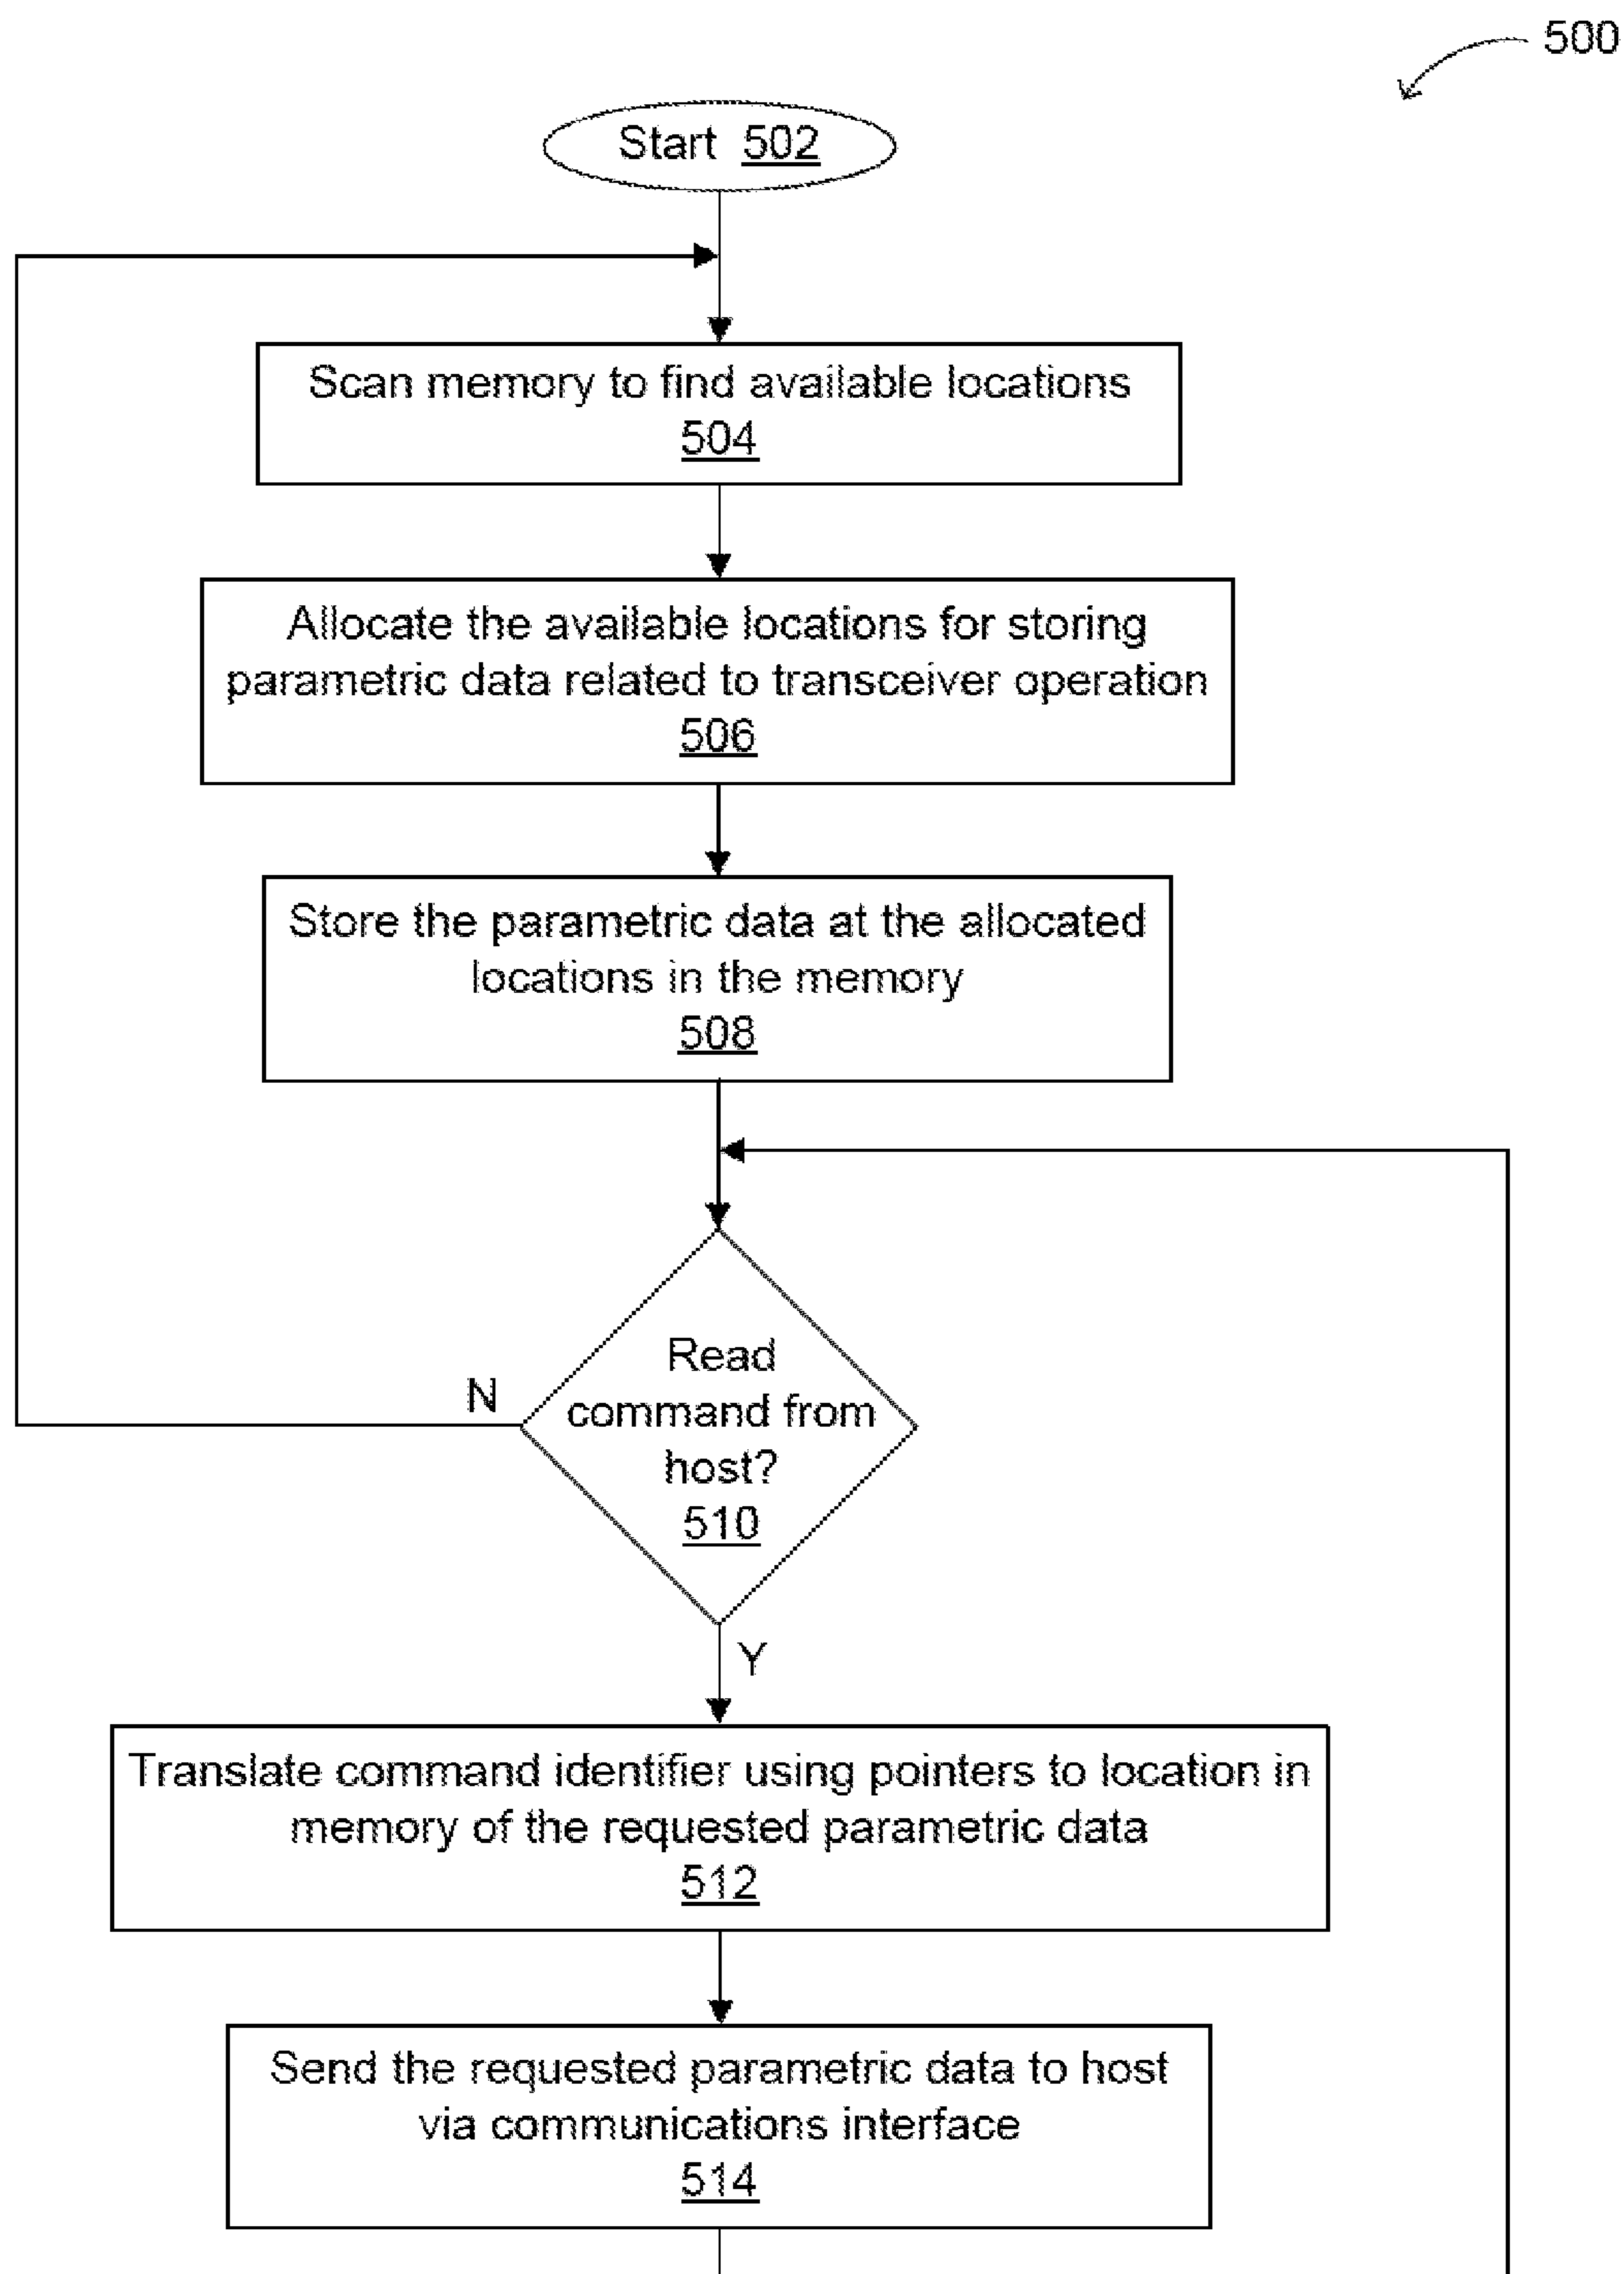 500
Start 502
Scan memory to find available locations
504
Allocate the available locations for storing
parametric data related to transceiver operation
506
Store the parametric data at the allocated
locations in the memory
508
Read
command from
host?
510
N
Y
Translate command identifier using pointers to location in
memory of the requested parametric data
512
Send the requested parametric data to host
via communications interface
514